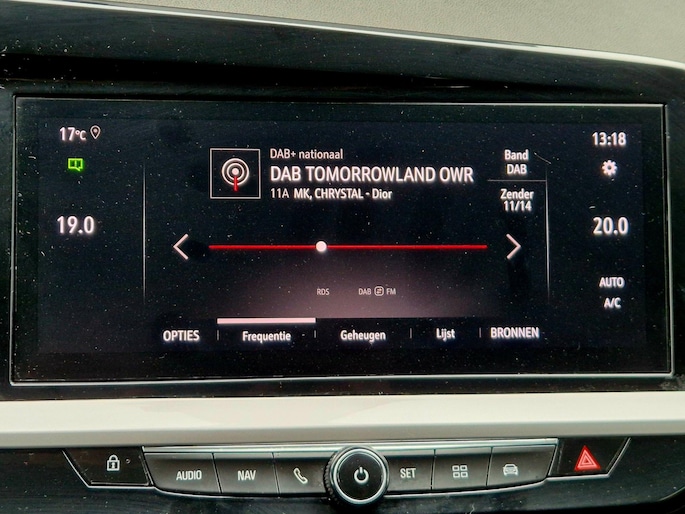 17°C
13:18
DAB+ nationaal
DAB TOMORROWLAND OWR
11A MK, CHRYSTAL - Dior
Band
DAB
Zender
11/14
19.0
20.0
RDS DAB FM
AUTO
A/C
OPTIES Frequentie Geheugen Lijst BRONNEN
AUDIO NAV SET